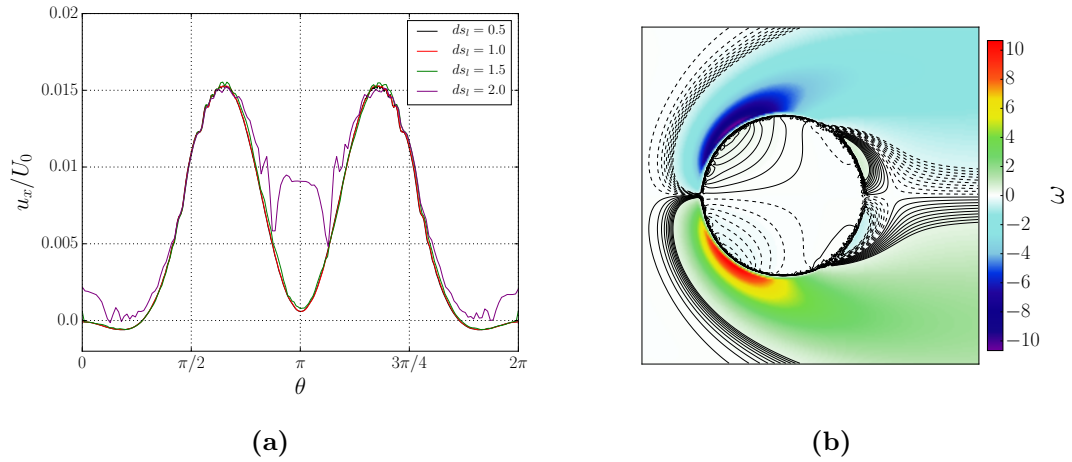 0.02
0.015
0.01
0.005
0.0
u_x/U_0
0
π/2
π
3π/4
2π
θ
ds_l = 0.5
ds_l = 1.0
ds_l = 1.5
ds_l = 2.0
(a)
10
8
6
4
2
0
−2
−4
−6
−8
−10
ω
(b)